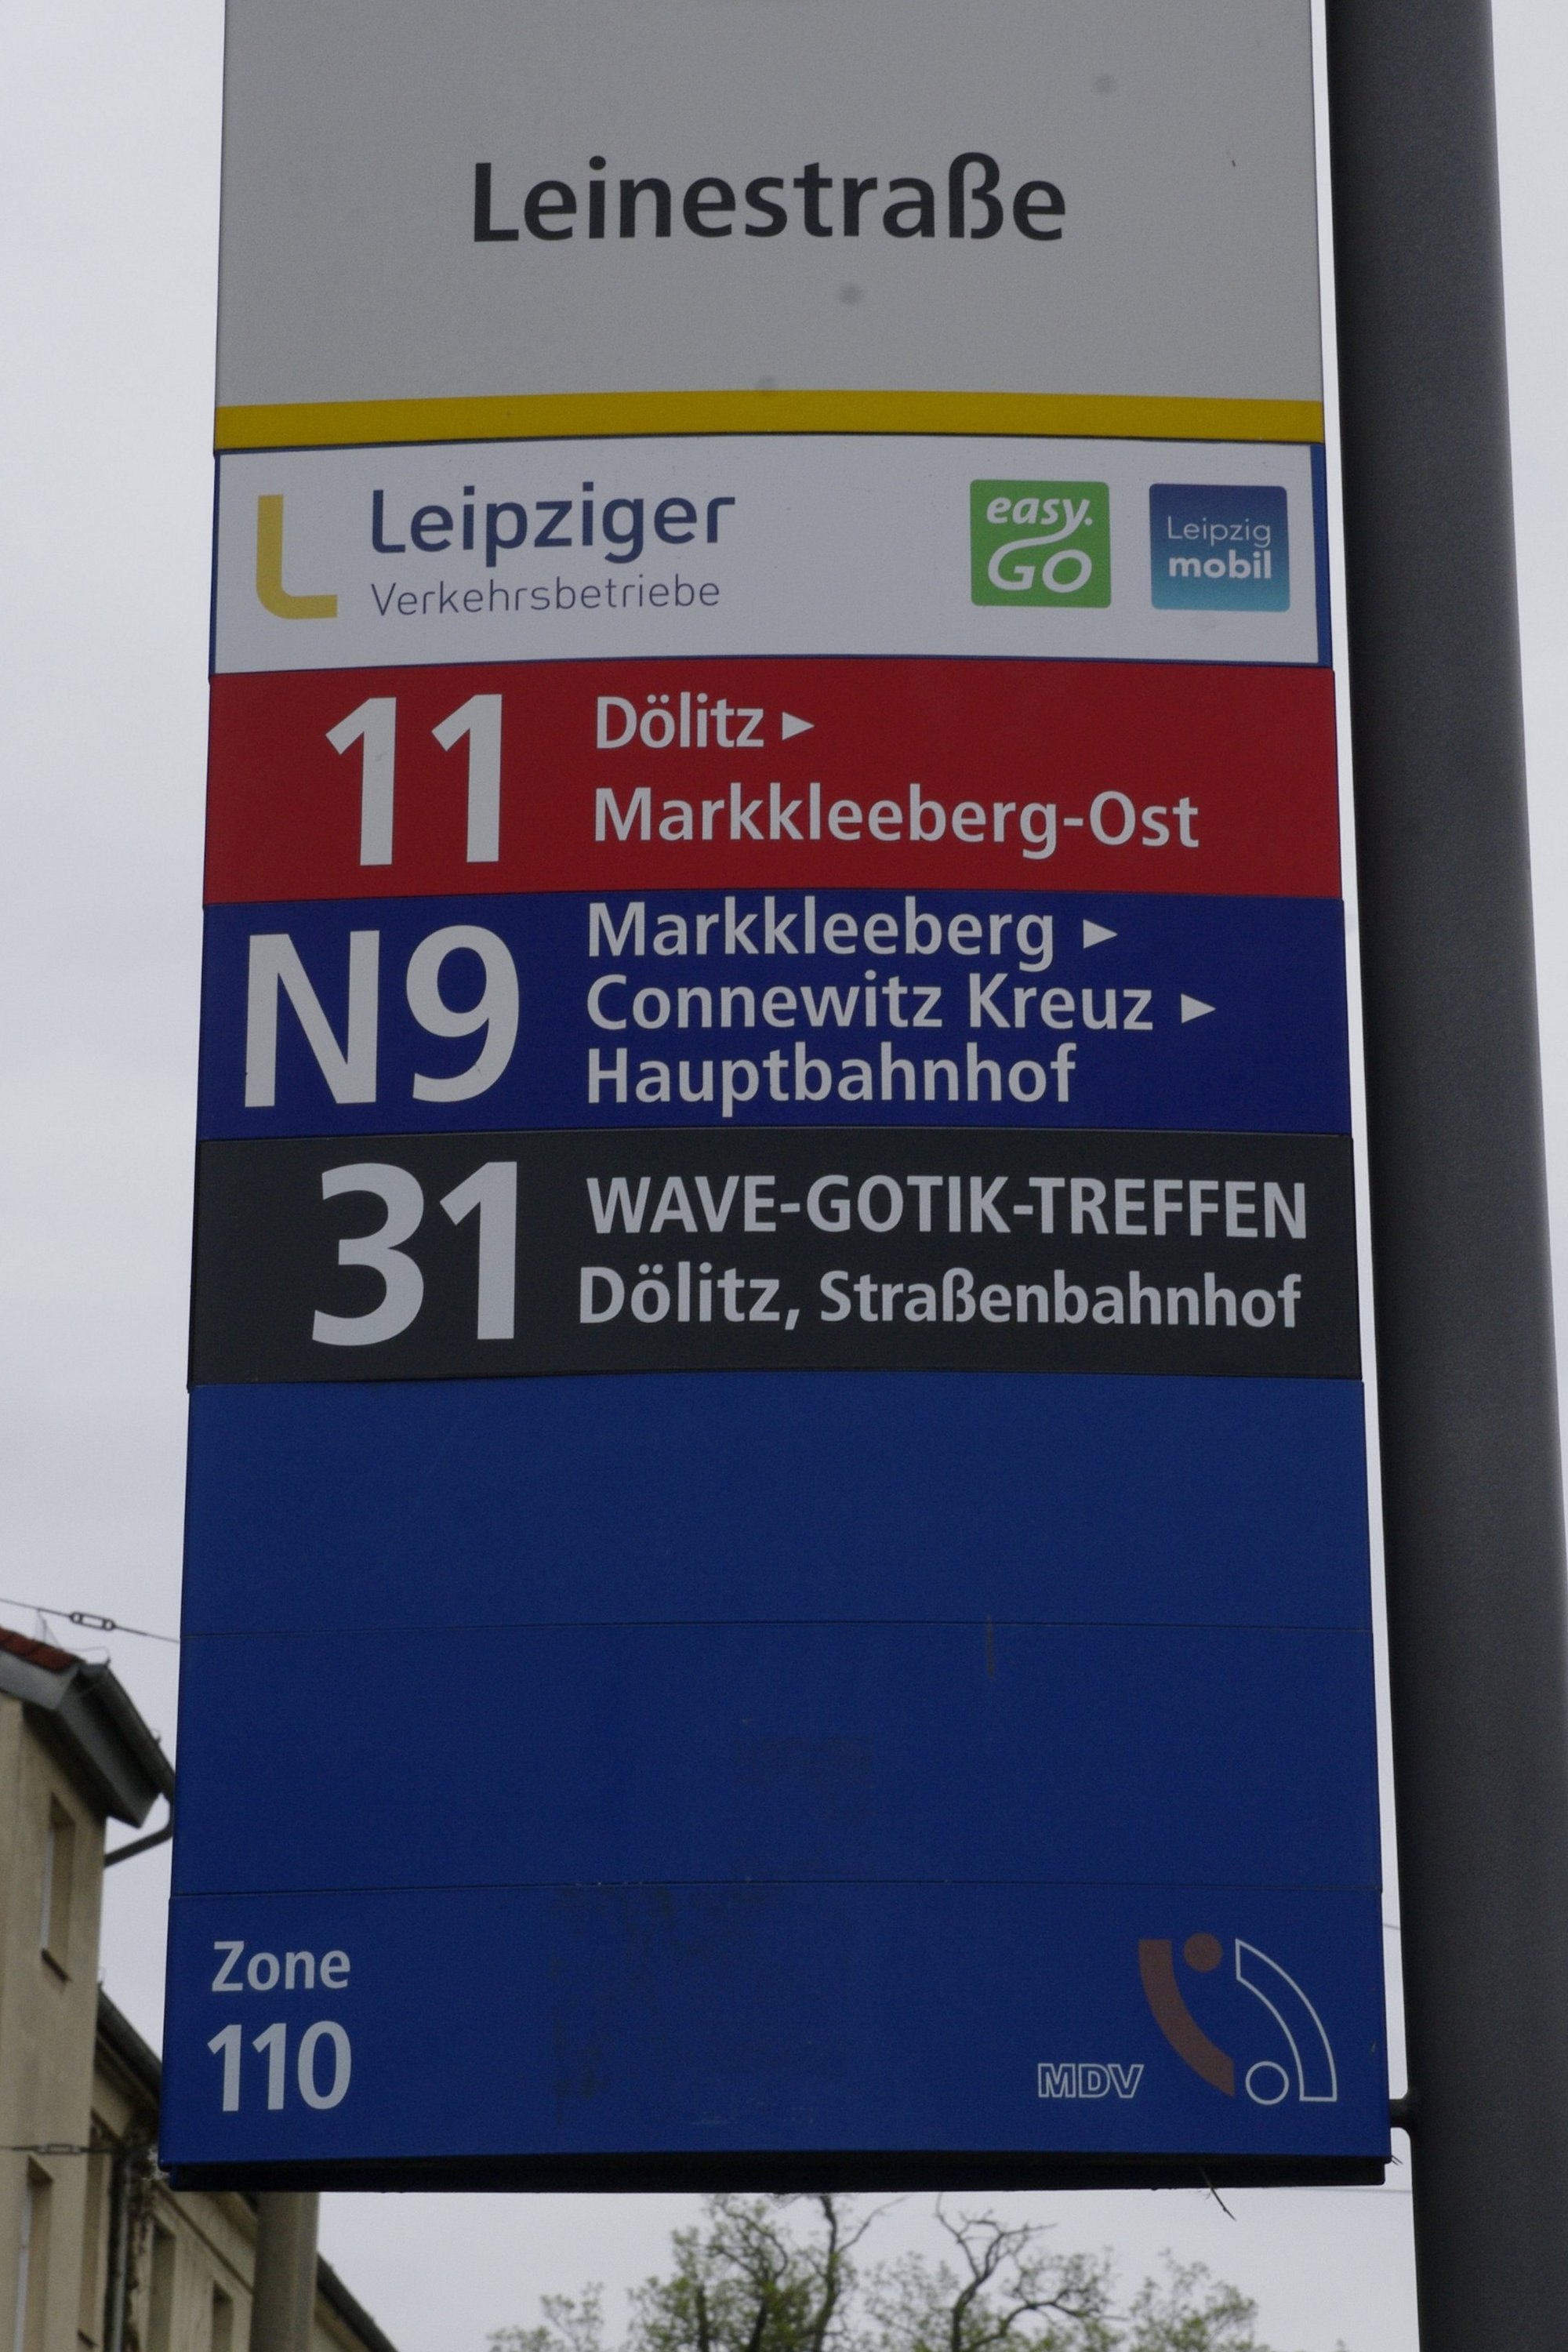 Leinestraße
Leipziger
Verkehrsbetriebe
easy.
GO
Leipzig
mobil
11
Dölitz ▸
Markkleeberg-Ost
N9
Markkleeberg ▸
Connewitz Kreuz ▸
Hauptbahnhof
31
WAVE-GOTIK-TREFFEN
Dölitz, Straßenbahnhof
Zone
110
MDV